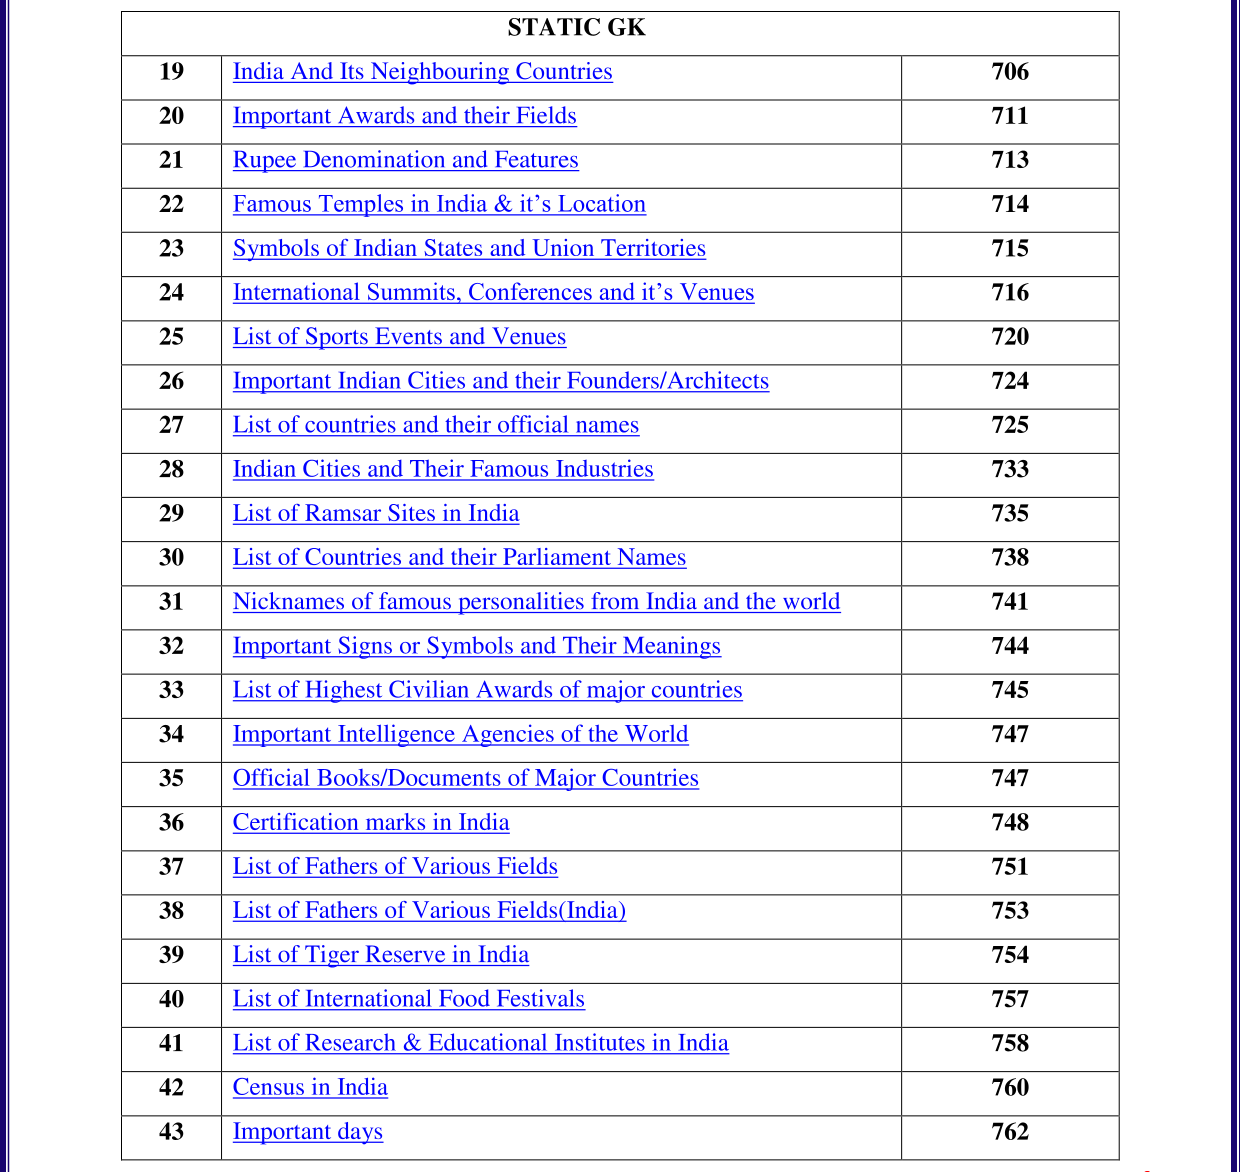 STATIC GK
19 India And Its Neighbouring Countries 706
20 Important Awards and their Fields 711
21 Rupee Denomination and Features 713
22 Famous Temples in India & it’s Location 714
23 Symbols of Indian States and Union Territories 715
24 International Summits, Conferences and it’s Venues 716
25 List of Sports Events and Venues 720
26 Important Indian Cities and their Founders/Architects 724
27 List of countries and their official names 725
28 Indian Cities and Their Famous Industries 733
29 List of Ramsar Sites in India 735
30 List of Countries and their Parliament Names 738
31 Nicknames of famous personalities from India and the world 741
32 Important Signs or Symbols and Their Meanings 744
33 List of Highest Civilian Awards of major countries 745
34 Important Intelligence Agencies of the World 747
35 Official Books/Documents of Major Countries 747
36 Certification marks in India 748
37 List of Fathers of Various Fields 751
38 List of Fathers of Various Fields(India) 753
39 List of Tiger Reserve in India 754
40 List of International Food Festivals 757
41 List of Research & Educational Institutes in India 758
42 Census in India 760
43 Important days 762